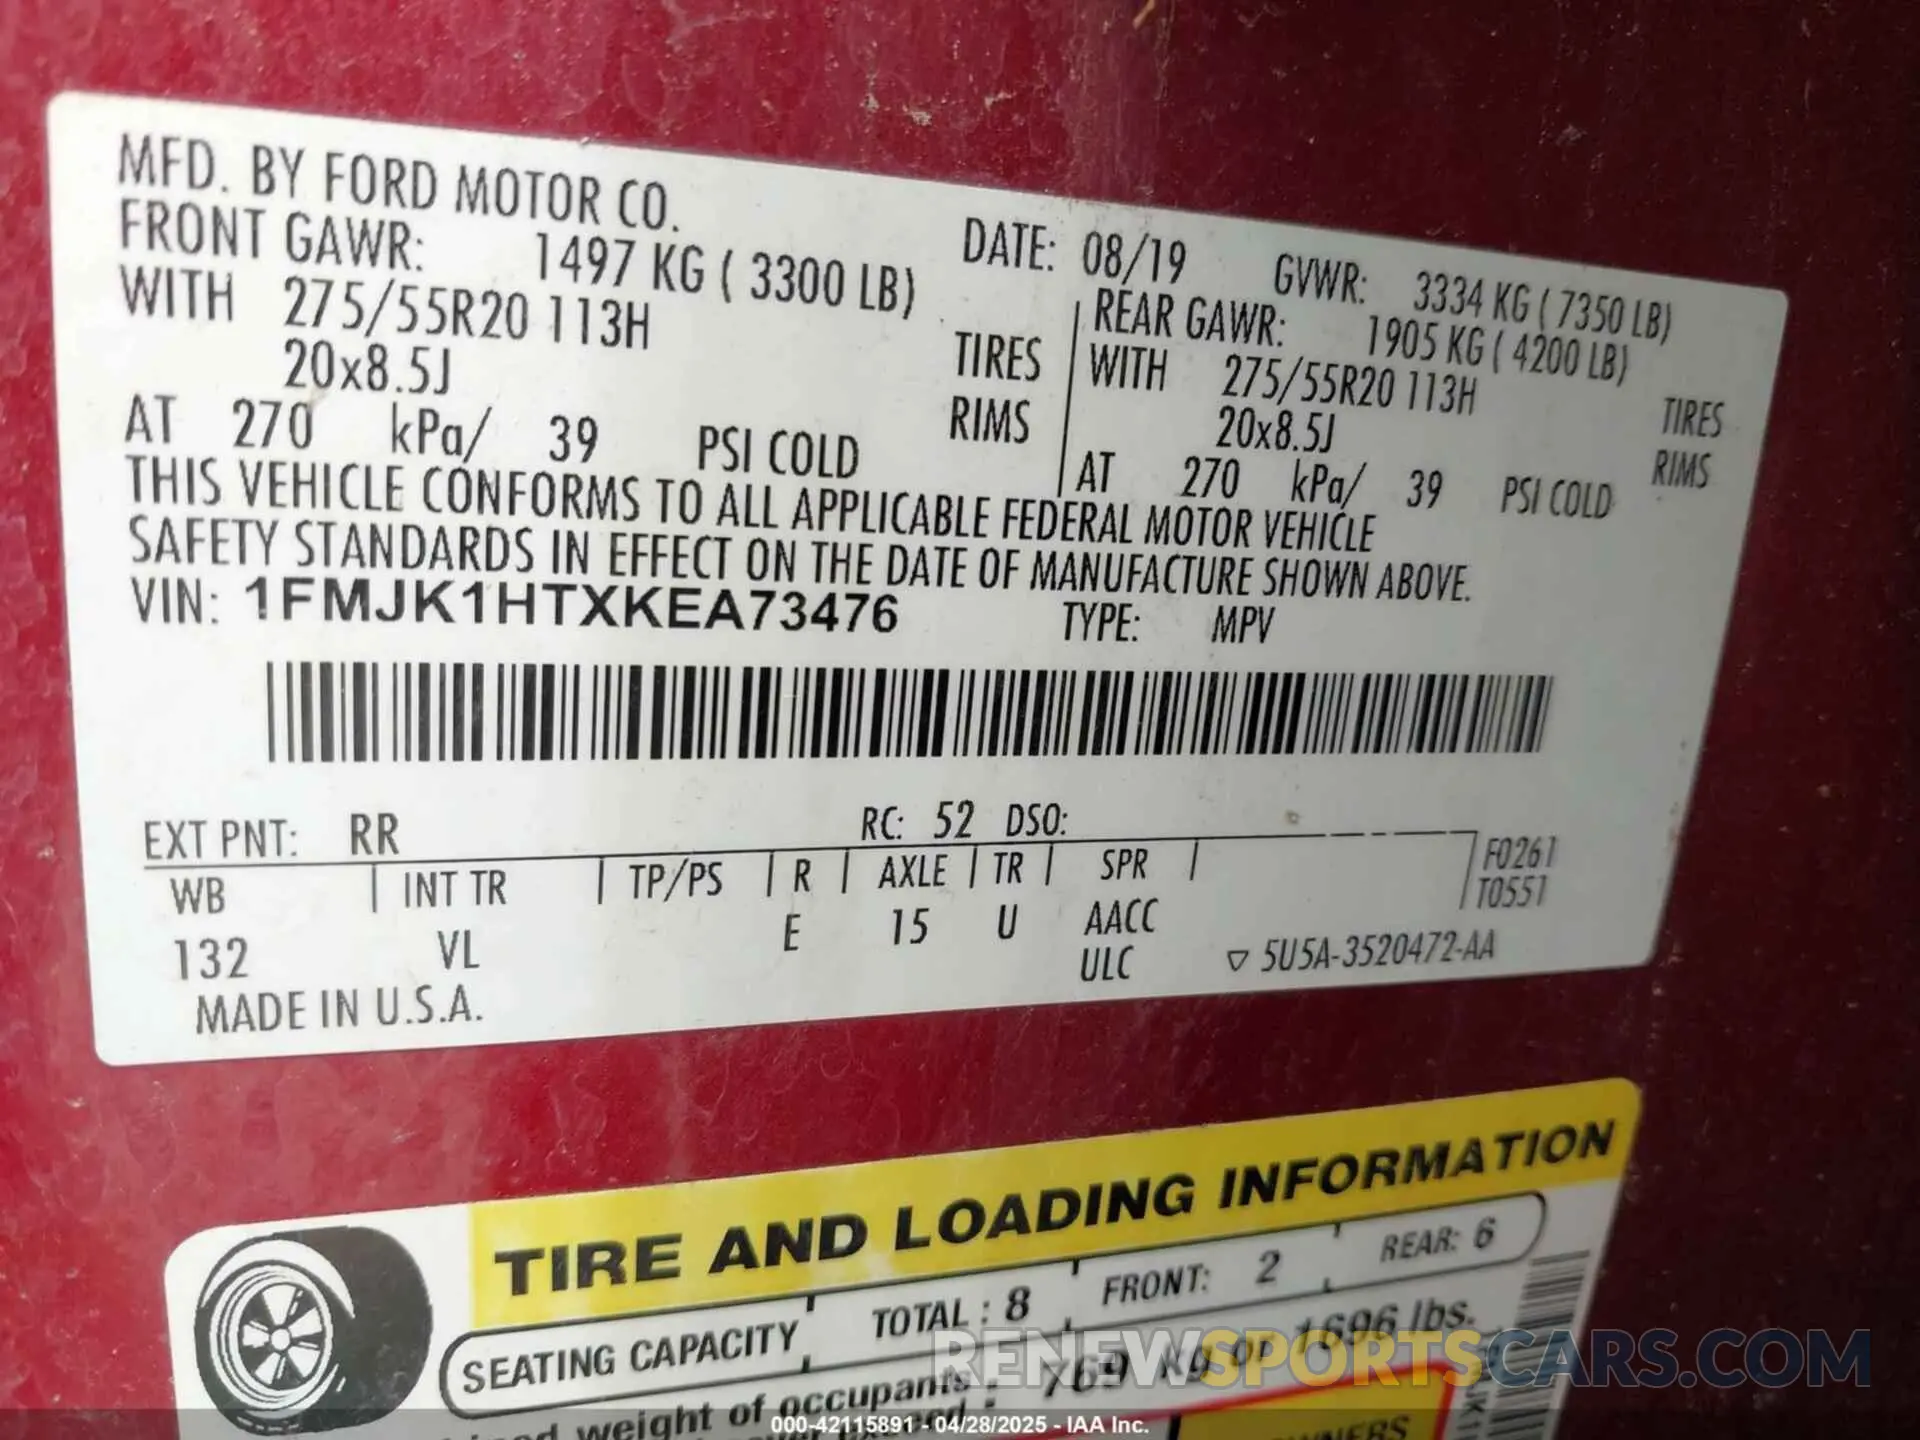 MFD. BY FORD MOTOR CO.
DATE: 08/19 GVWR: 3334 KG ( 7350 LB)
FRONT GAWR: 1497 KG ( 3300 LB)
WITH 275/55R20 113H TIRES
20x8.5J RIMS
AT 270 kPa/ 39 PSI COLD
REAR GAWR: 1905 KG ( 4200 LB)
WITH 275/55R20 113H TIRES
20x8.5J RIMS
AT 270 kPa/ 39 PSI COLD
THIS VEHICLE CONFORMS TO ALL APPLICABLE FEDERAL MOTOR VEHICLE
SAFETY STANDARDS IN EFFECT ON THE DATE OF MANUFACTURE SHOWN ABOVE.
VIN: 1FMJK1HTXKEA73476 TYPE: MPV
EXT PNT: RR RC: 52 DSO:
WB INT TR TP/PS R AXLE TR SPR F0261
T0551
132 VL E 15 U AACC
ULC ▽ 5U5A-3520472-AA
MADE IN U.S.A.
TIRE AND LOADING INFORMATION
SEATING CAPACITY TOTAL : 8 FRONT: 2 REAR: 6
weight of occupants 769 kg or 1696 lbs.
RENEWSPORTSCARS.COM
000-42115891 - 04/28/2025 - IAA Inc.